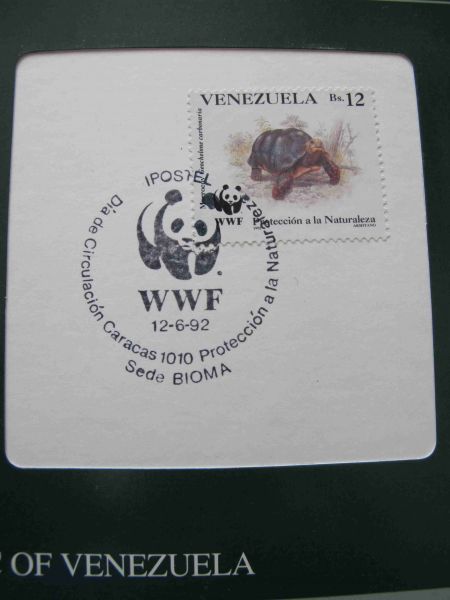 VENEZUELA Bs.12
Geochelone carbonaria
WWF Protección a la Naturaleza
ARMITANO
IPOSTEL
Día de Circulación Caracas 1010 Protección a la Naturaleza
WWF
12-6-92
Sede BIOMA
OF VENEZUELA